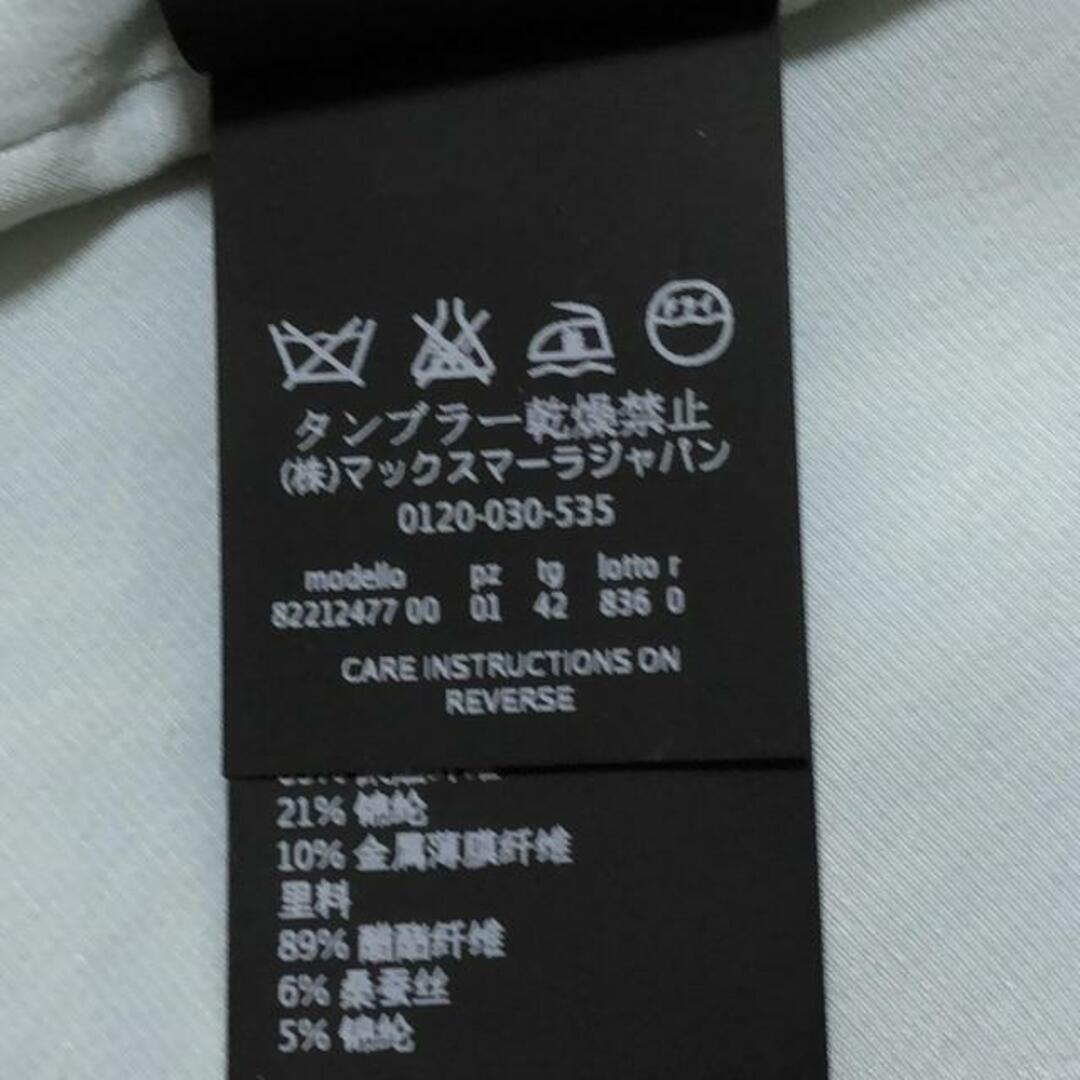 ドライ
タンブラー乾燥禁止
(株)マックスマーラジャパン
0120-030-535
modello pz tg lotto r
82212477 00 01 42 836 0
CARE INSTRUCTIONS ON
REVERSE
21% 锦纶
10% 金属薄膜纤维
里料
89% 醋酯纤维
6% 桑蚕丝
5% 锦纶